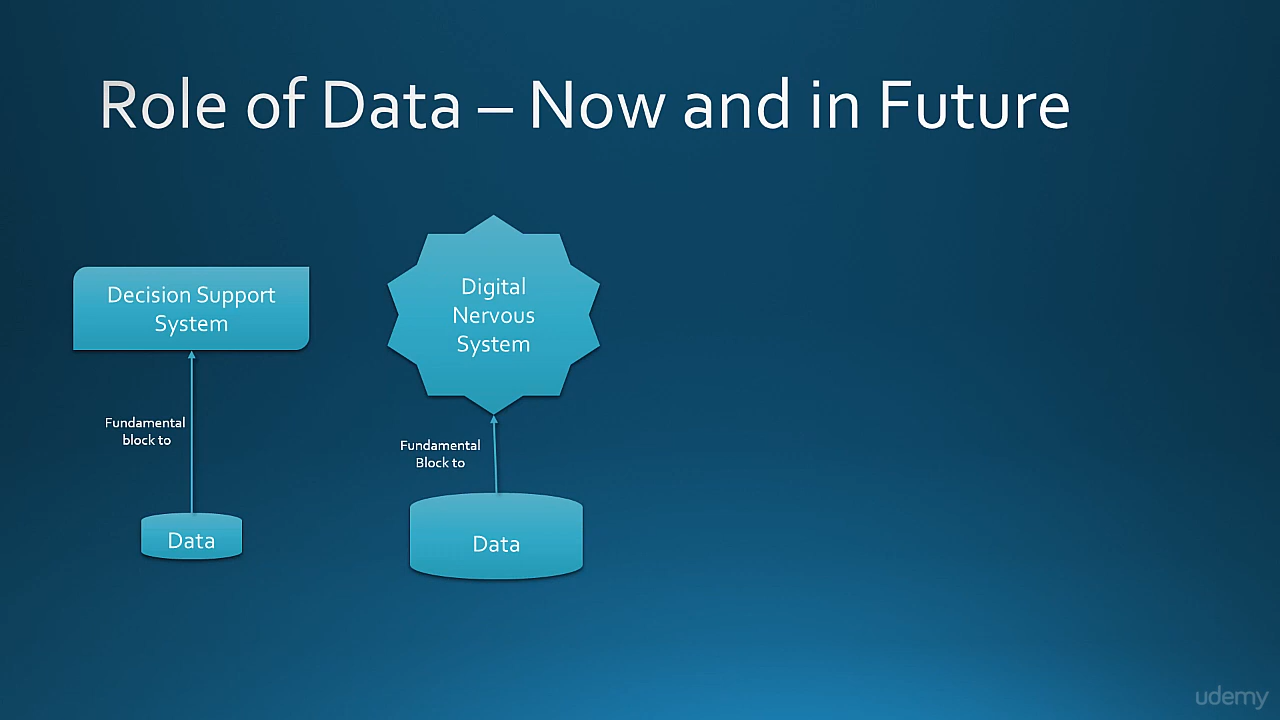 Role of Data – Now and in Future
Decision Support
System
Fundamental
block to
Data
Digital
Nervous
System
Fundamental
Block to
Data
udemy